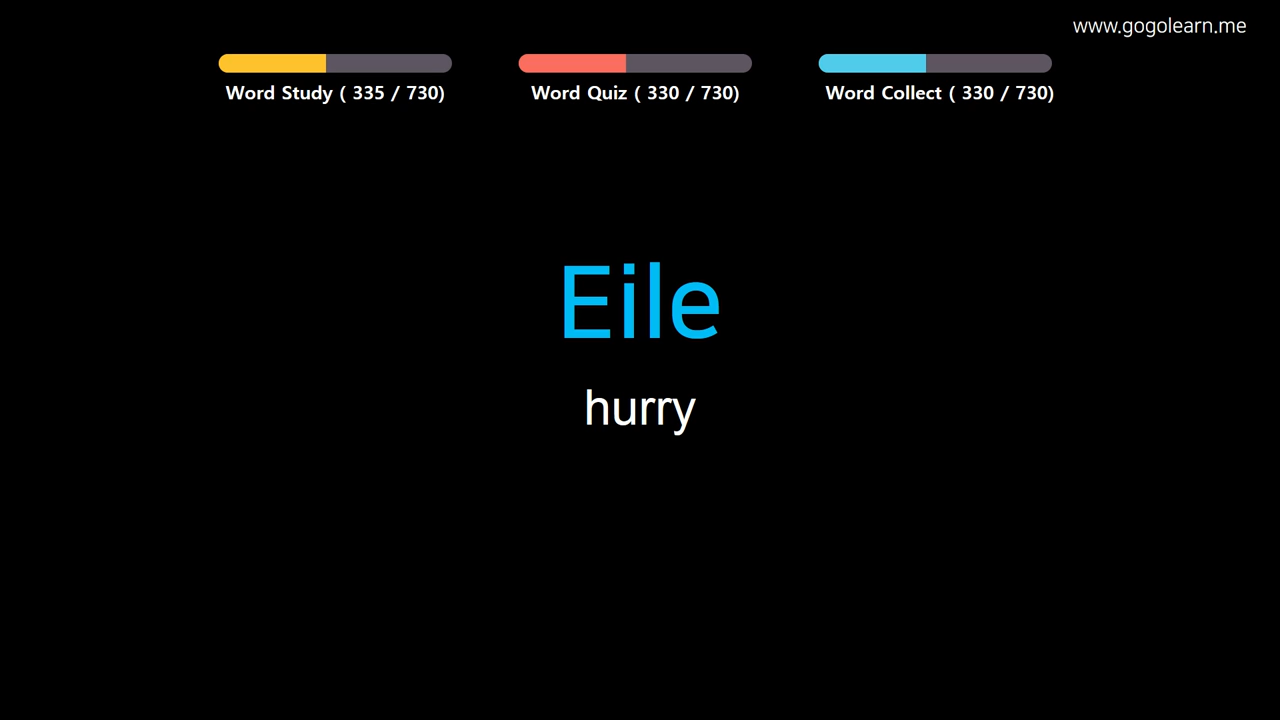 www.gogolearn.me
Word Study ( 335 / 730)
Word Quiz ( 330 / 730)
Word Collect ( 330 / 730)
Eile
hurry